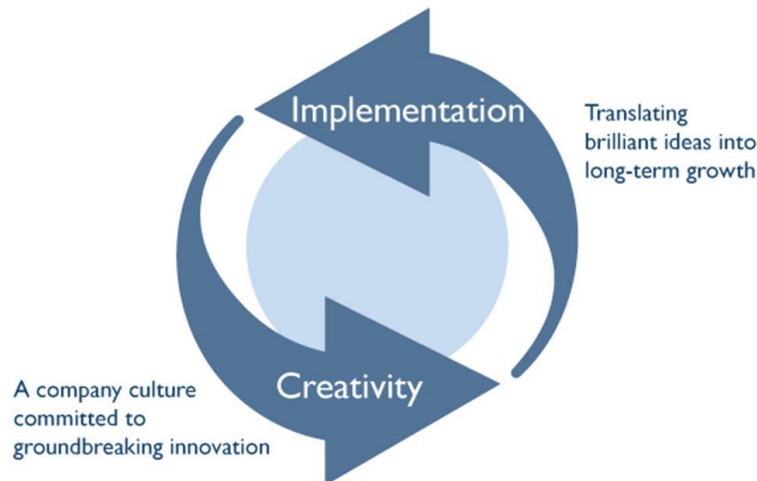 Implementation
Translating
brilliant ideas into
long-term growth
Creativity
A company culture
committed to
groundbreaking innovation